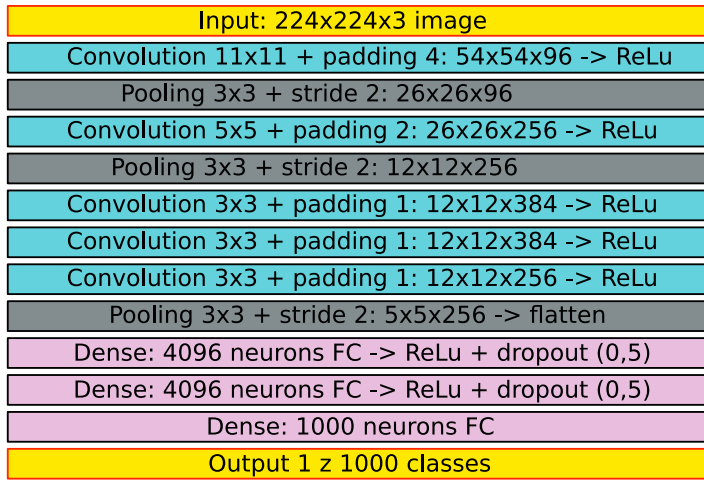 Input: 224x224x3 image
Convolution 11x11 + padding 4: 54x54x96 -> ReLu
Pooling 3x3 + stride 2: 26x26x96
Convolution 5x5 + padding 2: 26x26x256 -> ReLu
Pooling 3x3 + stride 2: 12x12x256
Convolution 3x3 + padding 1: 12x12x384 -> ReLu
Convolution 3x3 + padding 1: 12x12x384 -> ReLu
Convolution 3x3 + padding 1: 12x12x256 -> ReLu
Pooling 3x3 + stride 2: 5x5x256 -> flatten
Dense: 4096 neurons FC -> ReLu + dropout (0,5)
Dense: 4096 neurons FC -> ReLu + dropout (0,5)
Dense: 1000 neurons FC
Output 1 z 1000 classes